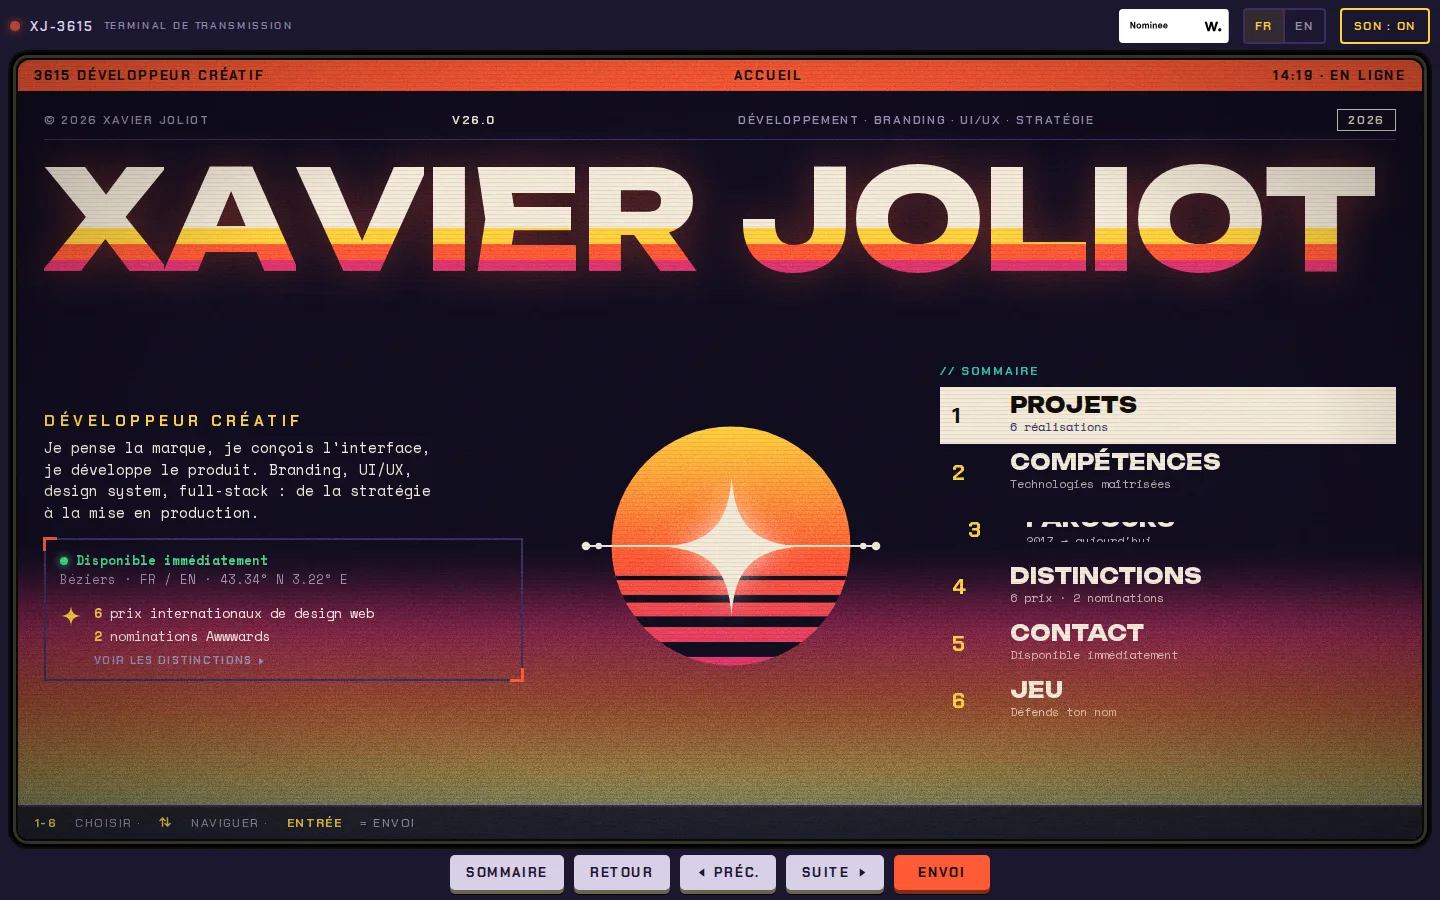 XJ-3615 TERMINAL DE TRANSMISSION
Nominee W.
FR EN
SON : ON
3615 DÉVELOPPEUR CRÉATIF
ACCUEIL
14:19 · EN LIGNE
© 2026 XAVIER JOLIOT
V26.0
DÉVELOPPEMENT · BRANDING · UI/UX · STRATÉGIE
2026
XAVIER JOLIOT
DÉVELOPPEUR CRÉATIF
Je pense la marque, je conçois l'interface,
je développe le produit. Branding, UI/UX,
design system, full-stack : de la stratégie
à la mise en production.
Disponible immédiatement
Béziers · FR / EN · 43.34° N 3.22° E
6 prix internationaux de design web
2 nominations Awwwards
VOIR LES DISTINCTIONS ▸
// SOMMAIRE
1 PROJETS
6 réalisations
2 COMPÉTENCES
Technologies maîtrisées
3 PARCOURS
2017 → aujourd'hui
4 DISTINCTIONS
6 prix · 2 nominations
5 CONTACT
Disponible immédiatement
6 JEU
Défends ton nom
1-6 CHOISIR · ⇅ NAVIGUER · ENTRÉE = ENVOI
SOMMAIRE
RETOUR
◂ PRÉC.
SUITE ▸
ENVOI